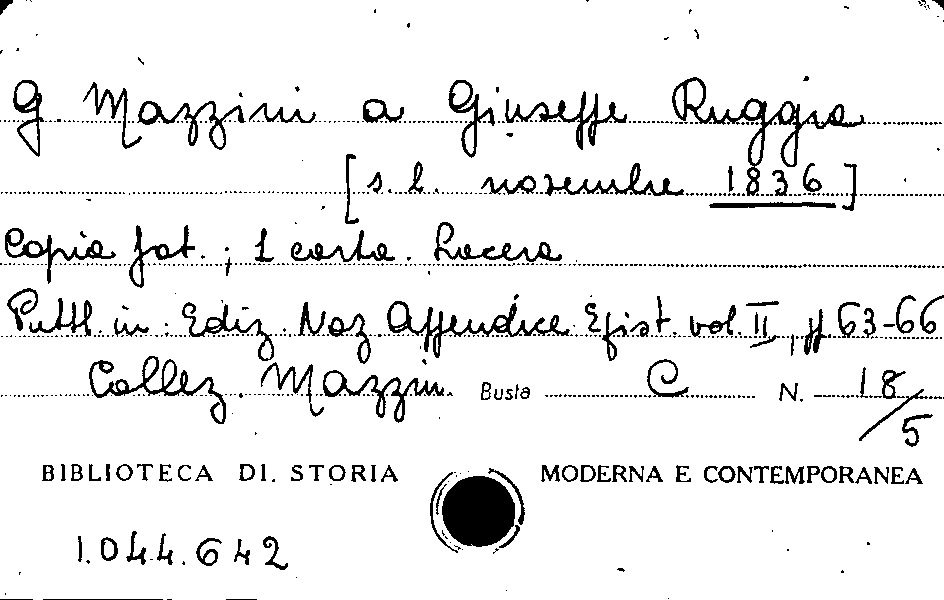 G. Mazzini a Giuseppe Ruggia
[s. l. novembre 1836]
Copia fot.; 1 carta. Lacera
Pubbl. in: Ediz. Naz. Appendice Epist. vol. II, pp 63-66
Collez. Mazzin. Busta C N. 18/5
BIBLIOTECA DI STORIA MODERNA E CONTEMPORANEA
1.044.642